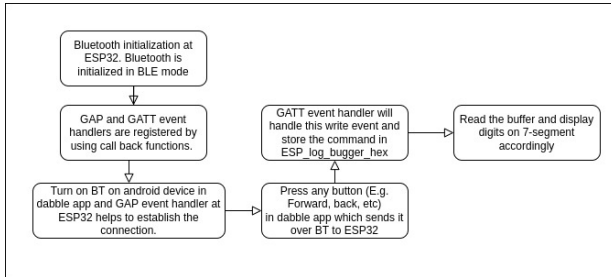 Bluetooth initialization at
ESP32. Bluetooth is
initialized in BLE mode
GAP and GATT event
handlers are registered by
using call back functions.
Turn on BT on android device in
dabble app and GAP event handler at
ESP32 helps to establish the
connection.
Press any button (E.g.
Forward, back, etc)
in dabble app which sends it
over BT to ESP32
GATT event handler will
handle this write event and
store the command in
ESP_log_bugger_hex
Read the buffer and display
digits on 7-segment
accordingly